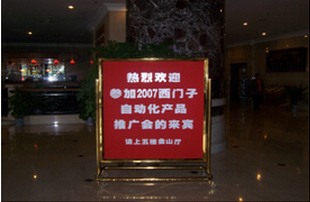 热烈欢迎
参加2007西门子
自动化产品
推广会的来宾
请上五楼金山厅